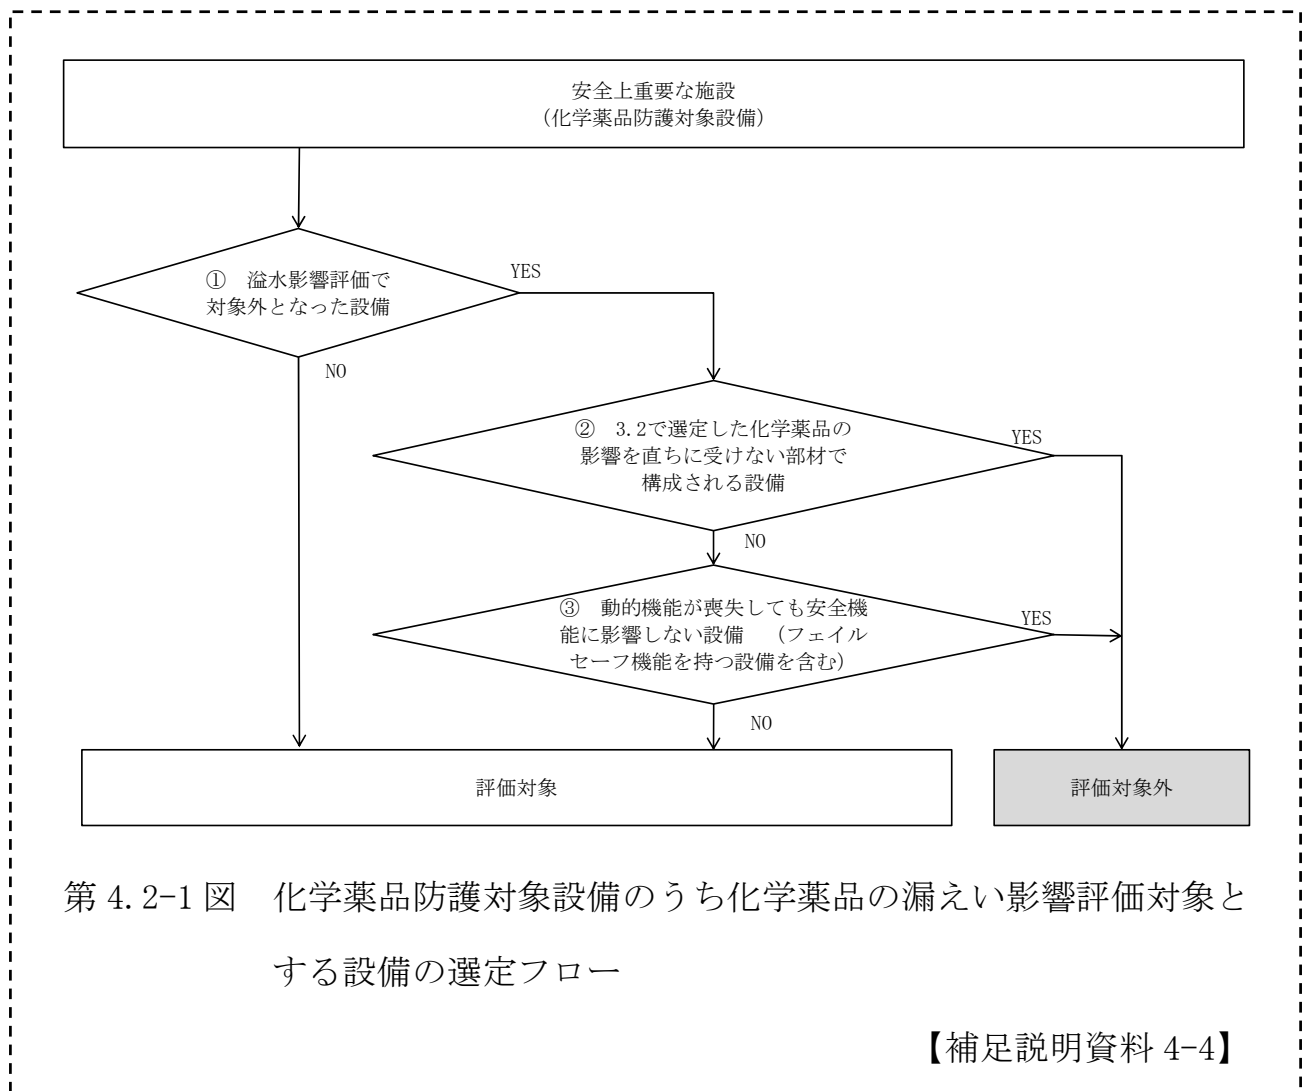 安全上重要な施設
(化学薬品防護対象設備)
① 溢水影響評価で
対象外となった設備
YES
NO
② 3.2で選定した化学薬品の
影響を直ちに受けない部材で
構成される設備
YES
NO
③ 動的機能が喪失しても安全機
能に影響しない設備 (フェイル
セーフ機能を持つ設備を含む)
YES
NO
評価対象
評価対象外
第 4.2-1 図 化学薬品防護対象設備のうち化学薬品の漏えい影響評価対象と
する設備の選定フロー
【補足説明資料 4-4】